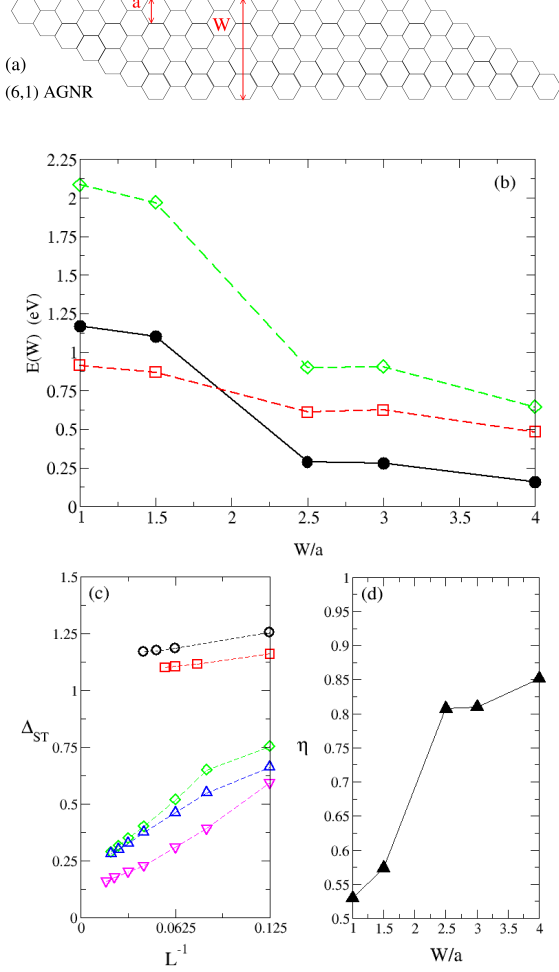 a
W
(a)
(6,1) AGNR
(b)
E(W) (eV)
2.25
2
1.75
1.5
1.25
1
0.75
0.5
0.25
0
1 1.5 2 2.5 3 3.5 4
W/a
(c)
Δ_ST
1.5
1.25
1
0.75
0.5
0.25
0
0 0.0625 0.125
L^-1
(d)
η
1
0.95
0.9
0.85
0.8
0.75
0.7
0.65
0.6
0.55
0.5
1 1.5 2 2.5 3 3.5 4
W/a